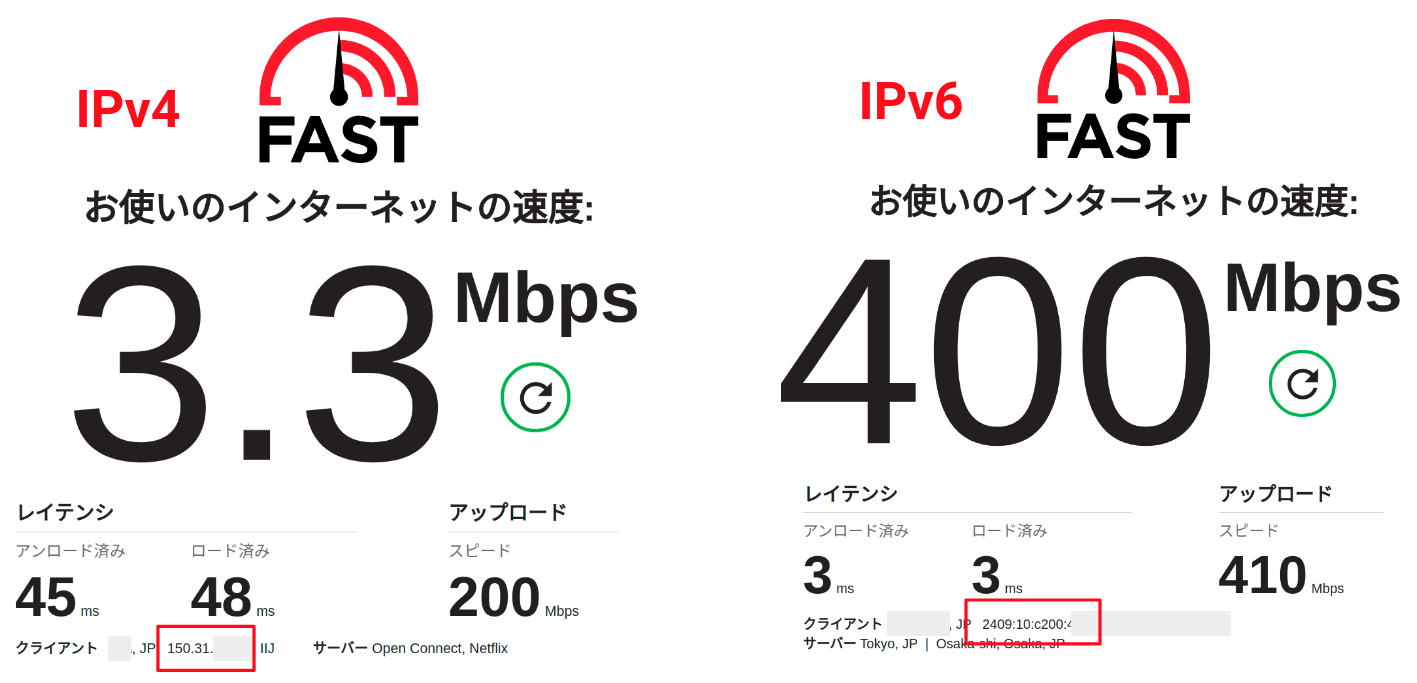 IPv4
FAST
お使いのインターネットの速度:
3.3 Mbps
レイテンシ
アンロード済み ロード済み
45 ms 48 ms
アップロード
スピード
200 Mbps
クライアント , JP 150.31. IIJ サーバー Open Connect, Netflix
IPv6
FAST
お使いのインターネットの速度:
400 Mbps
レイテンシ
アンロード済み ロード済み
3 ms 3 ms
アップロード
スピード
410 Mbps
クライアント , JP 2409:10:c200:4
サーバー Tokyo, JP | Osaka-shi, Osaka, JP